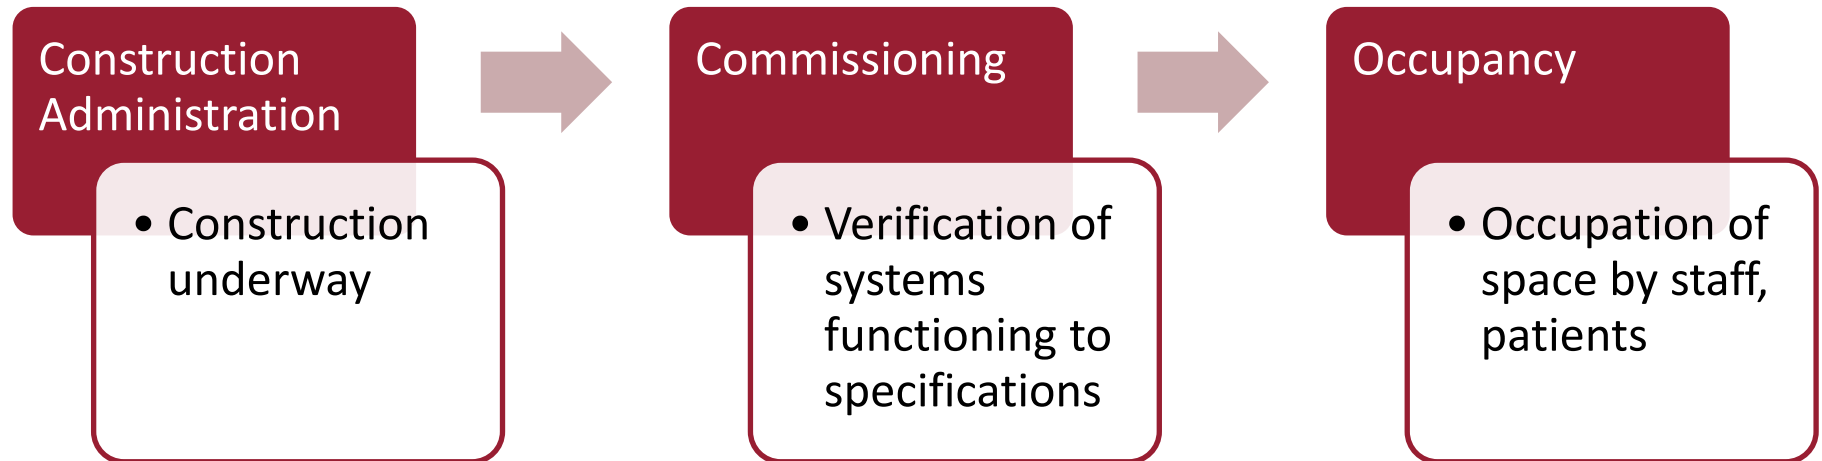 Construction
Administration
• Construction
underway
Commissioning
• Verification of
systems
functioning to
specifications
Occupancy
• Occupation of
space by staff,
patients